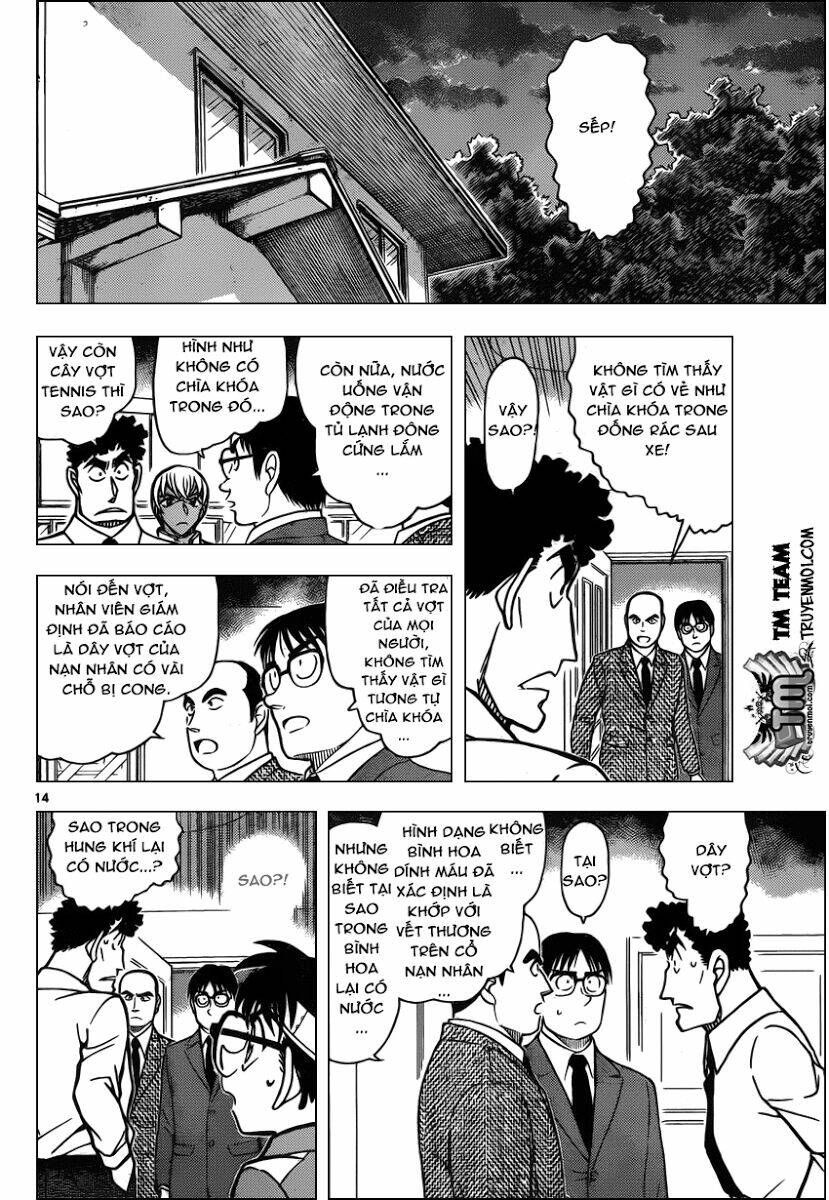 SẾP!
KHÔNG TÌM THẤY
VẬT GÌ CÓ VẺ NHƯ
CHÌA KHÓA TRONG
ĐỐNG RÁC SAU
XE!
VẬY
SAO?!
CÒN NỮA, NƯỚC
UỐNG VẬN
ĐỘNG TRONG
TỦ LẠNH ĐÔNG
CỨNG LẮM
...
HÌNH NHƯ
KHÔNG CÓ
CHÌA KHÓA
TRONG ĐÓ...
VẬY CÒN
CÂY VỢT
TENNIS THÌ
SAO?
ĐÃ ĐIỀU TRA
TẤT CẢ VỢT
CỦA MỌI
NGƯỜI,
KHÔNG TÌM
THẤY VẬT GÌ
TƯƠNG TỰ
CHÌA KHÓA
...
NÓI ĐẾN VỢT,
NHÂN VIÊN GIÁM
ĐỊNH ĐÃ BÁO CÁO
LÀ DÂY VỢT CỦA
NẠN NHÂN CÓ VÀI
CHỖ BỊ CONG.
TM TEAM
TRUYENMOI.COM
TM
truyenmoi.com
14
DÂY
VỢT?
TẠI
SAO?
KHÔNG
BIẾT
...
HÌNH DẠNG
BÌNH HOA
DÍNH MÁU ĐÃ
XÁC ĐỊNH LÀ
KHỚP VỚI
VẾT THƯƠNG
TRÊN CỔ
NẠN NHÂN
...
NHƯNG
KHÔNG
BIẾT TẠI
SAO
TRONG
BÌNH
HOA
LẠI CÓ
NƯỚC
...
SAO?!
SAO TRONG
HUNG KHÍ LẠI
CÓ NƯỚC...?